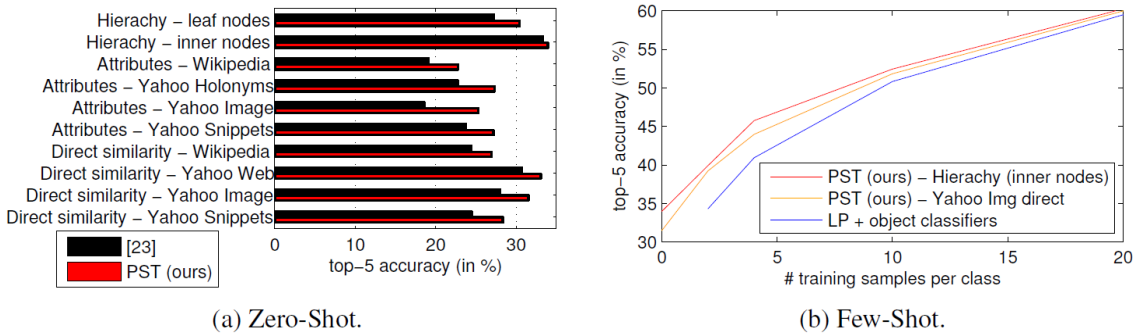 Hierachy − leaf nodes
Hierachy − inner nodes
Attributes − Wikipedia
Attributes − Yahoo Holonyms
Attributes − Yahoo Image
Attributes − Yahoo Snippets
Direct similarity − Wikipedia
Direct similarity − Yahoo Web
Direct similarity − Yahoo Image
Direct similarity − Yahoo Snippets
0 10 20 30
top−5 accuracy (in %)
[23]
PST (ours)
(a) Zero-Shot.
60
55
50
45
40
35
30
top−5 accuracy (in %)
PST (ours) − Hierachy (inner nodes)
PST (ours) − Yahoo Img direct
LP + object classifiers
0 5 10 15 20
# training samples per class
(b) Few-Shot.